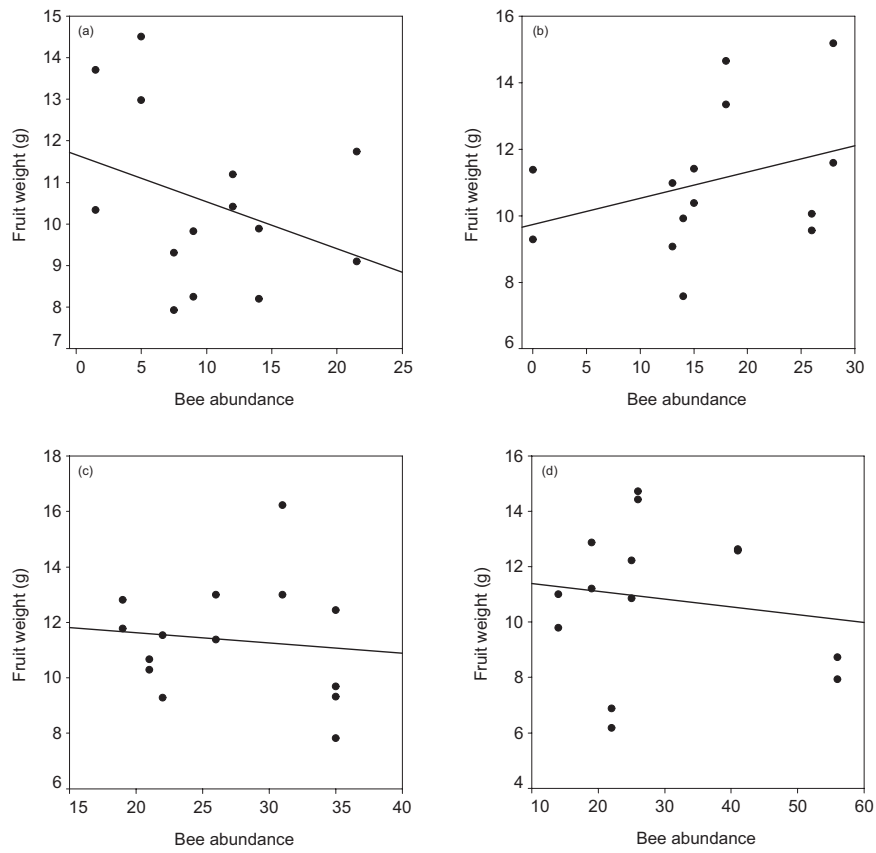 (a)
15
14
13
12
11
10
9
8
7
Fruit weight (g)
0 5 10 15 20 25
Bee abundance
(b)
16
14
12
10
8
6
Fruit weight (g)
0 5 10 15 20 25 30
Bee abundance
(c)
18
16
14
12
10
8
6
Fruit weight (g)
15 20 25 30 35 40
Bee abundance
(d)
16
14
12
10
8
6
4
Fruit weight (g)
10 20 30 40 50 60
Bee abundance